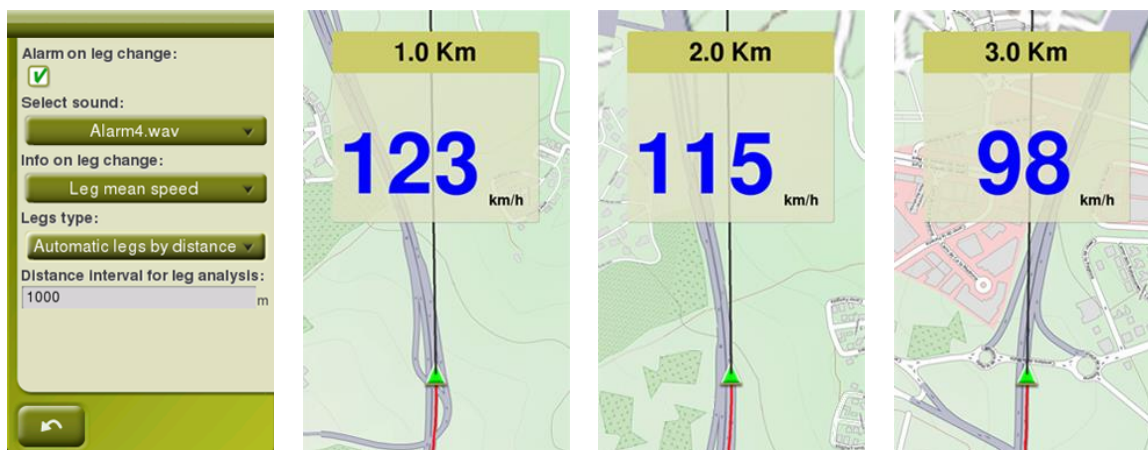 Alarm on leg change:
Select sound:
Alarm4.wav
Info on leg change:
Leg mean speed
Legs type:
Automatic legs by distance
Distance interval for leg analysis:
1000
m
1.0 Km
123
km/h
2.0 Km
115
km/h
3.0 Km
98
km/h